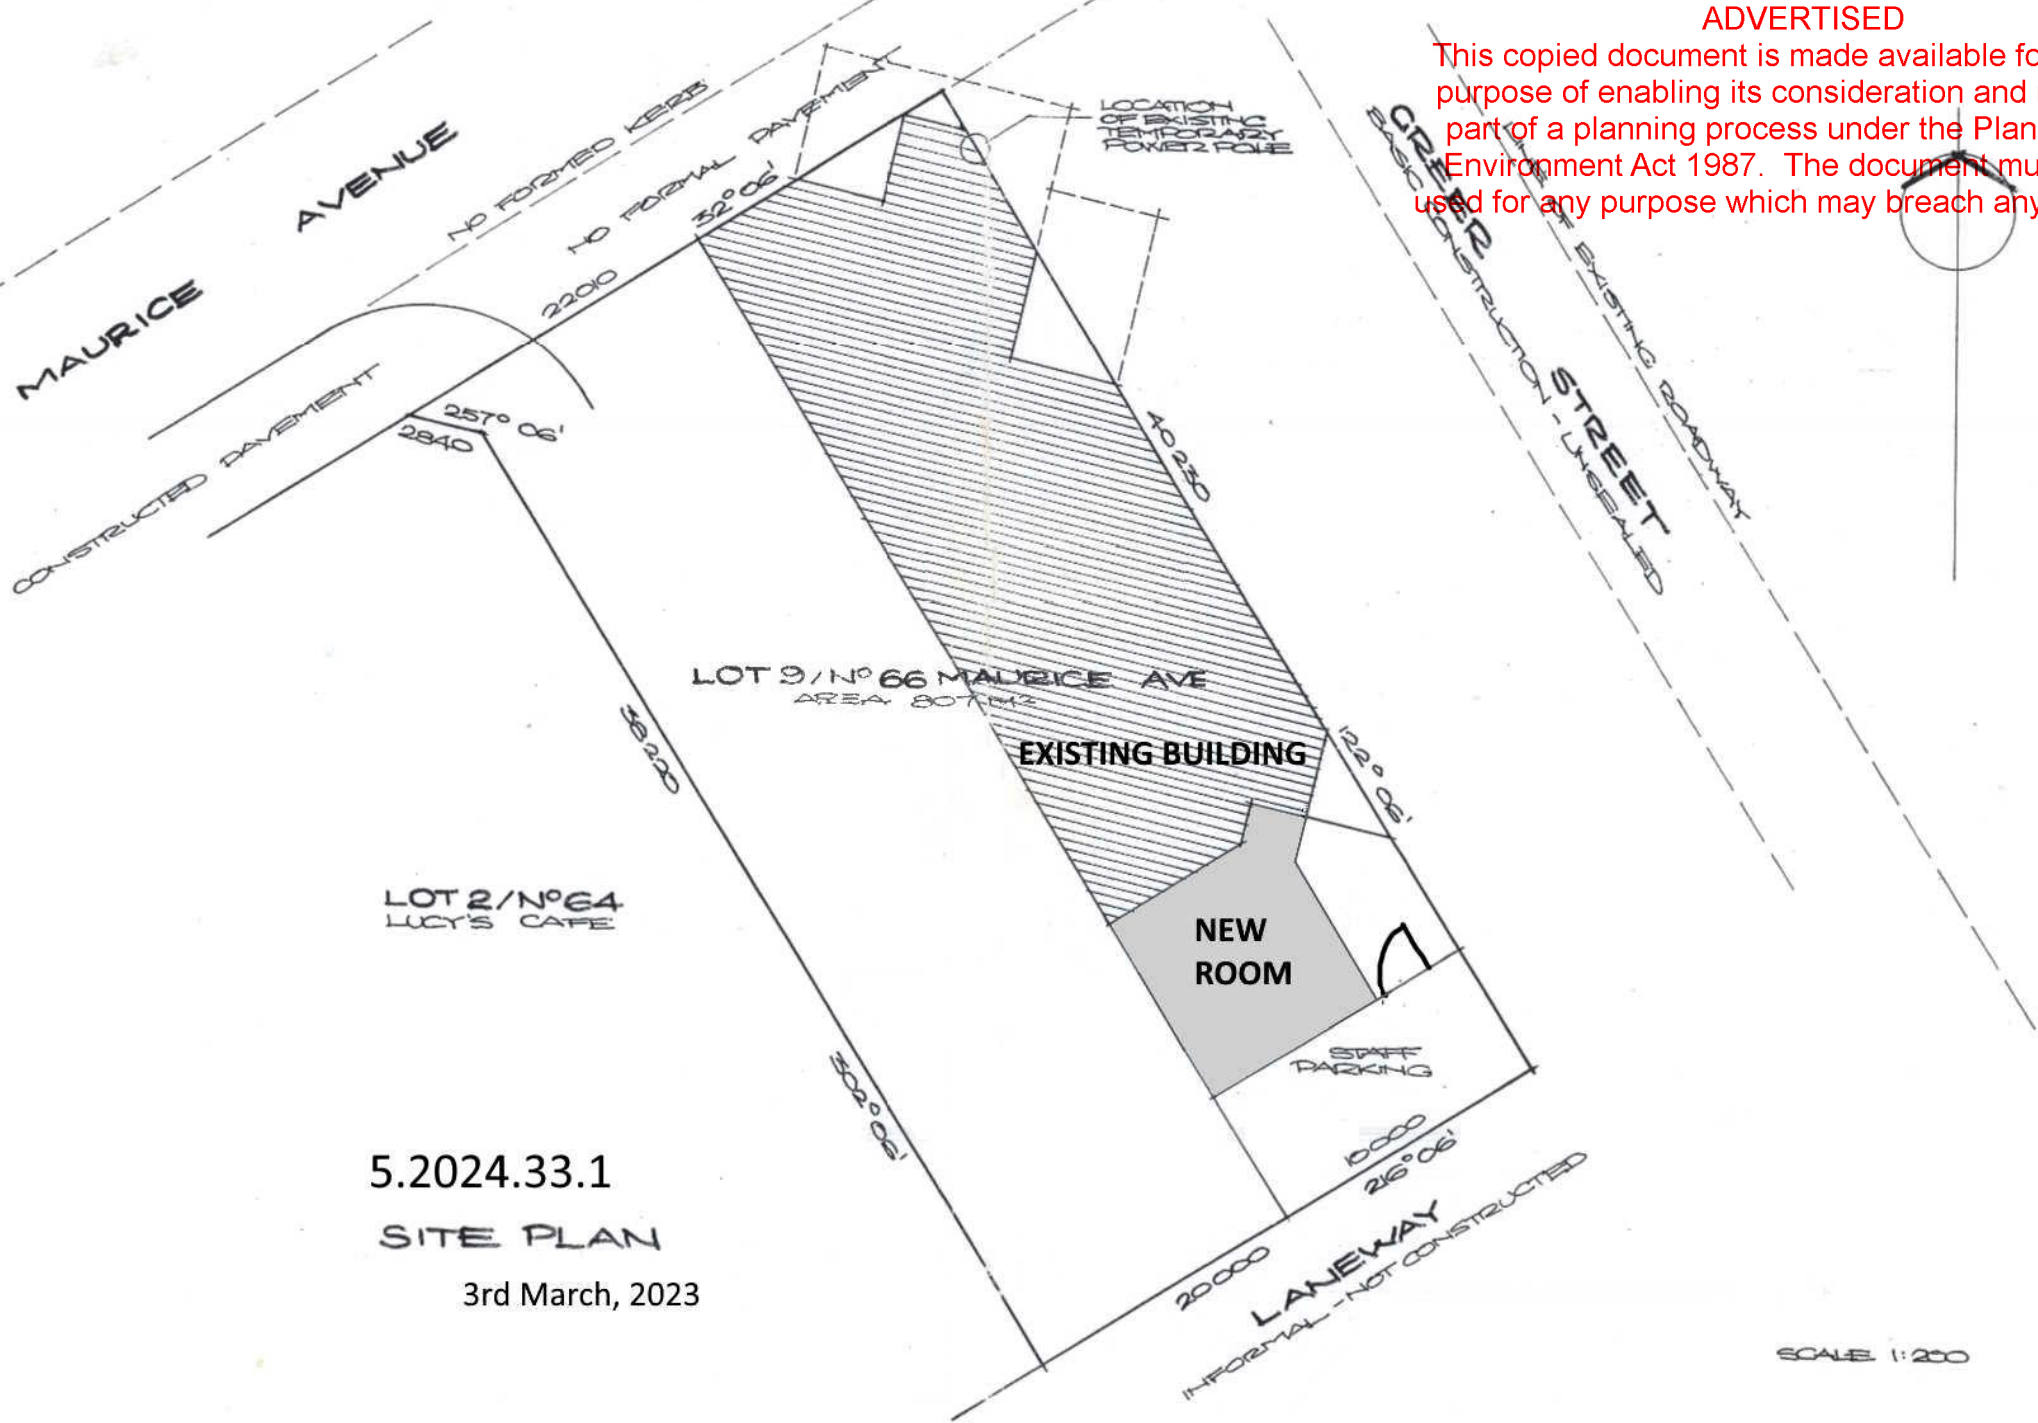 ADVERTISED
This copied document is made available fo
purpose of enabling its consideration and
part of a planning process under the Plan
Environment Act 1987. The document mu
used for any purpose which may breach any
MAURICE AVENUE
NO FORMED KERB
NO FORMAL PAVEMENT
CONSTRUCTED PAVEMENT
32° 06'
22010
257° 06'
2840
LOCATION
OF EXISTING
TEMPORARY
POWER POLE
GREER STREET
BASIC CONSTRUCTION - UNSEALED
LINE OF EXISTING ROADWAY
40230
LOT 9/Nº 66 MAURICE AVE
AREA 807 M2
38220
EXISTING BUILDING
122° 06'
LOT 2/Nº64
LUCY'S CAFE
NEW
ROOM
STAFF
PARKING
302° 06'
10000
216° 06'
20000
LANEWAY
INFORMAL - NOT CONSTRUCTED
5.2024.33.1
SITE PLAN
3rd March, 2023
SCALE 1:200